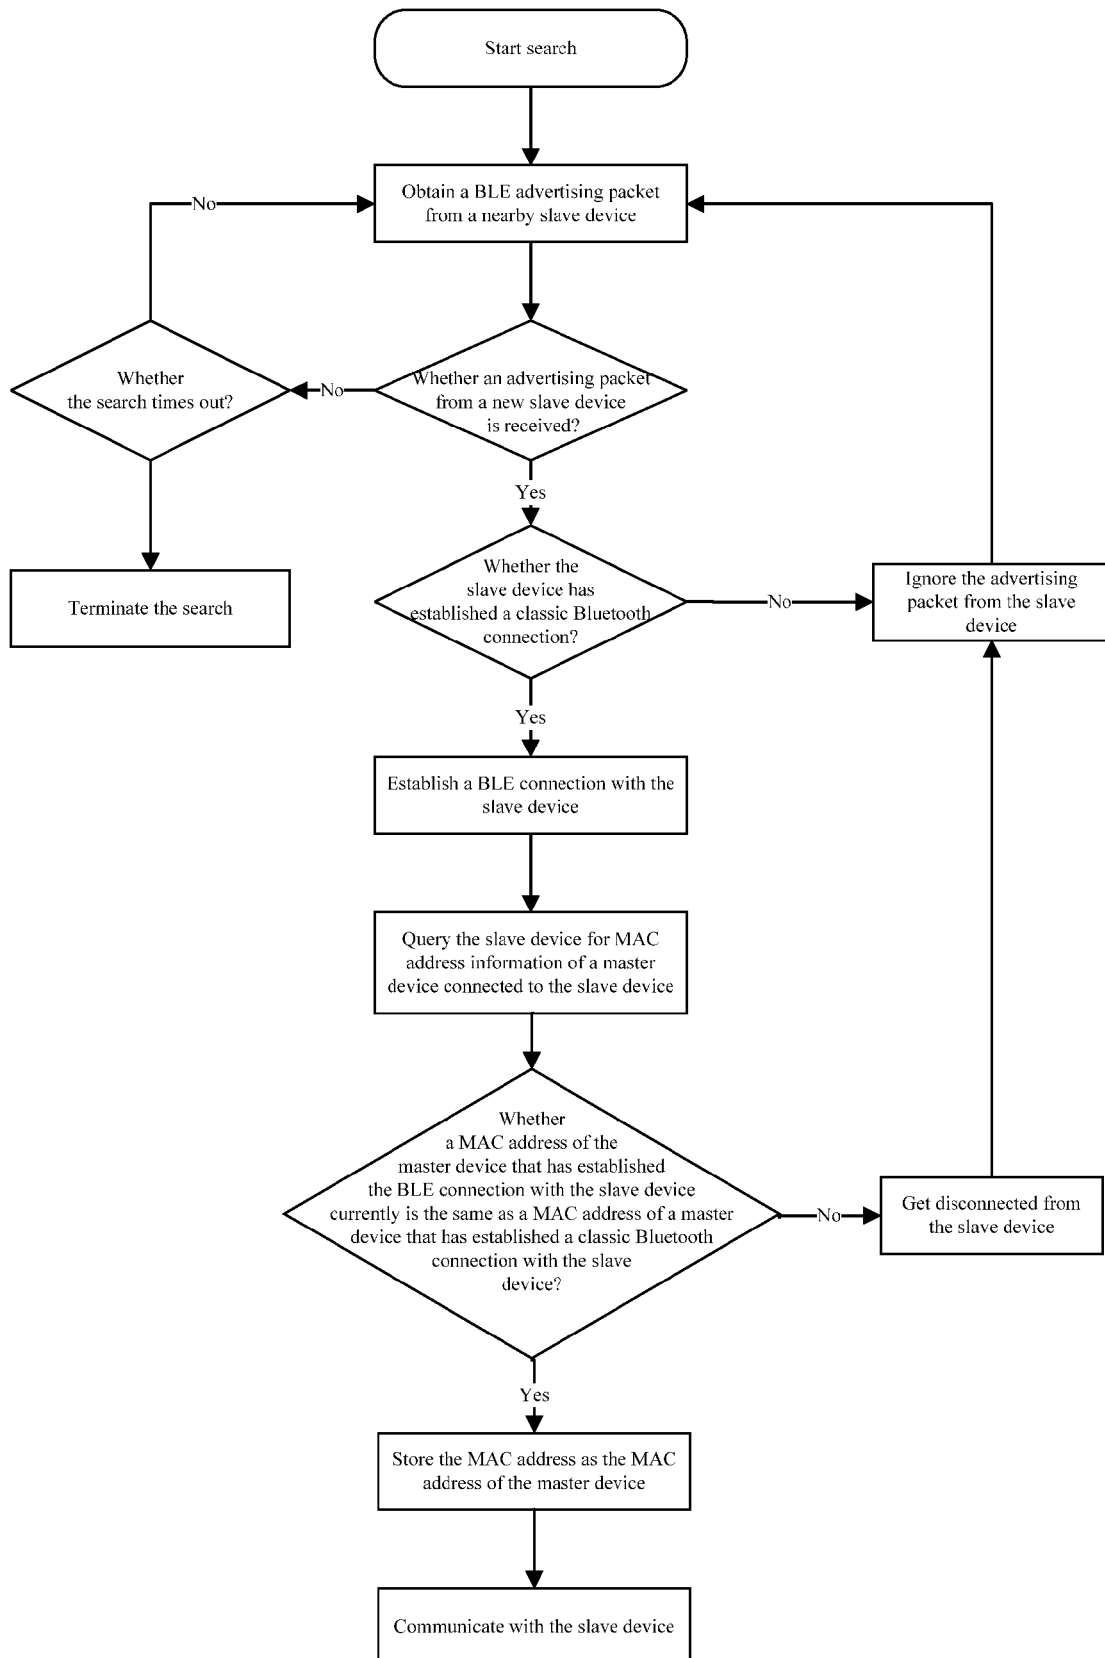 Start search
Obtain a BLE advertising packet
from a nearby slave device
No
Whether
the search times out?
No
Whether an advertising packet
from a new slave device
is received?
Yes
Terminate the search
Whether the
slave device has
established a classic Bluetooth
connection?
No
Ignore the advertising
packet from the slave
device
Yes
Establish a BLE connection with the
slave device
Query the slave device for MAC
address information of a master
device connected to the slave device
Whether
a MAC address of the
master device that has established
the BLE connection with the slave device
currently is the same as a MAC address of a master
device that has established a classic Bluetooth
connection with the slave
device?
No
Get disconnected from
the slave device
Yes
Store the MAC address as the MAC
address of the master device
Communicate with the slave device